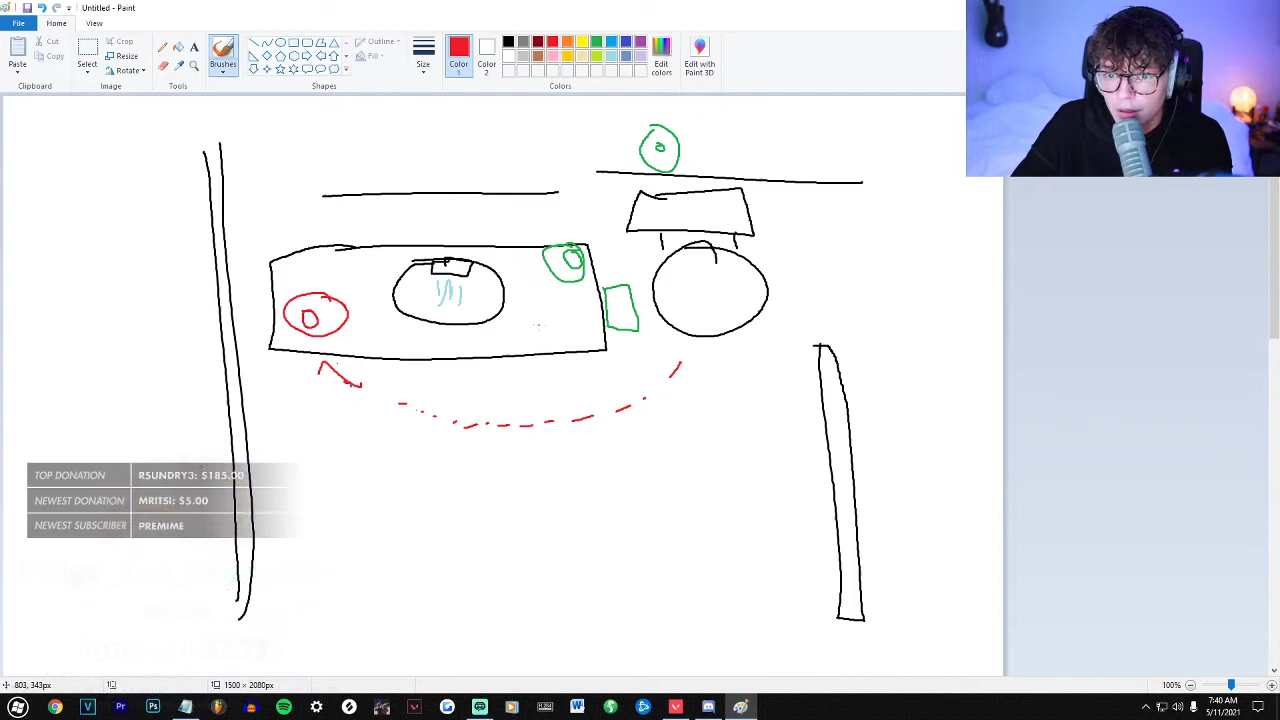 Untitled - Paint
File Home View
Cut
Copy
Paste
Clipboard
Crop
Resize
Rotate
Select
Image
Tools
Brushes
Shapes
Outline
Fill
Size
Color 1
Color 2
Colors
Edit colors
Edit with Paint 3D
TOP DONATION RSUNDRY3: $185.00
NEWEST DONATION MRITSI: $5.00
NEWEST SUBSCRIBER PREMIME
803, 343px
1500 × 2080px
100%
7:40 AM
5/11/2021